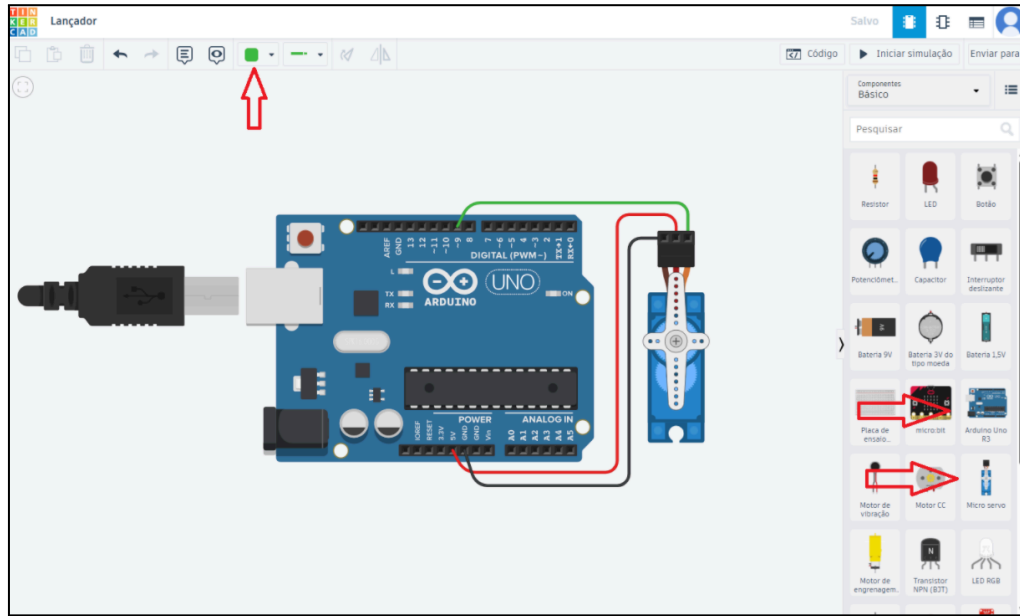 TIN
KER
CAD
Lançador
Salvo
Código
Iniciar simulação
Enviar para
Componentes
Básico
Pesquisar
Resistor
LED
Botão
Potenciômet...
Capacitor
Interruptor
deslizante
Bateria 9V
Bateria 3V do
tipo moeda
Bateria 1,5V
Placa de
ensaio...
micro:bit
Arduino Uno
R3
Motor de
vibração
Motor CC
Micro servo
Motor de
engrenagem...
Transistor
NPN (BJT)
LED RGB
AREF
GND
13
12
~11
~10
~9
8
7
~6
~5
4
~3
2
TX→1
RX←0
DIGITAL (PWM~)
L
TX
RX
UNO
ARDUINO
ON
POWER
ANALOG IN
IOREF
RESET
3.3V
5V
GND
GND
Vin
A0
A1
A2
A3
A4
A5
N